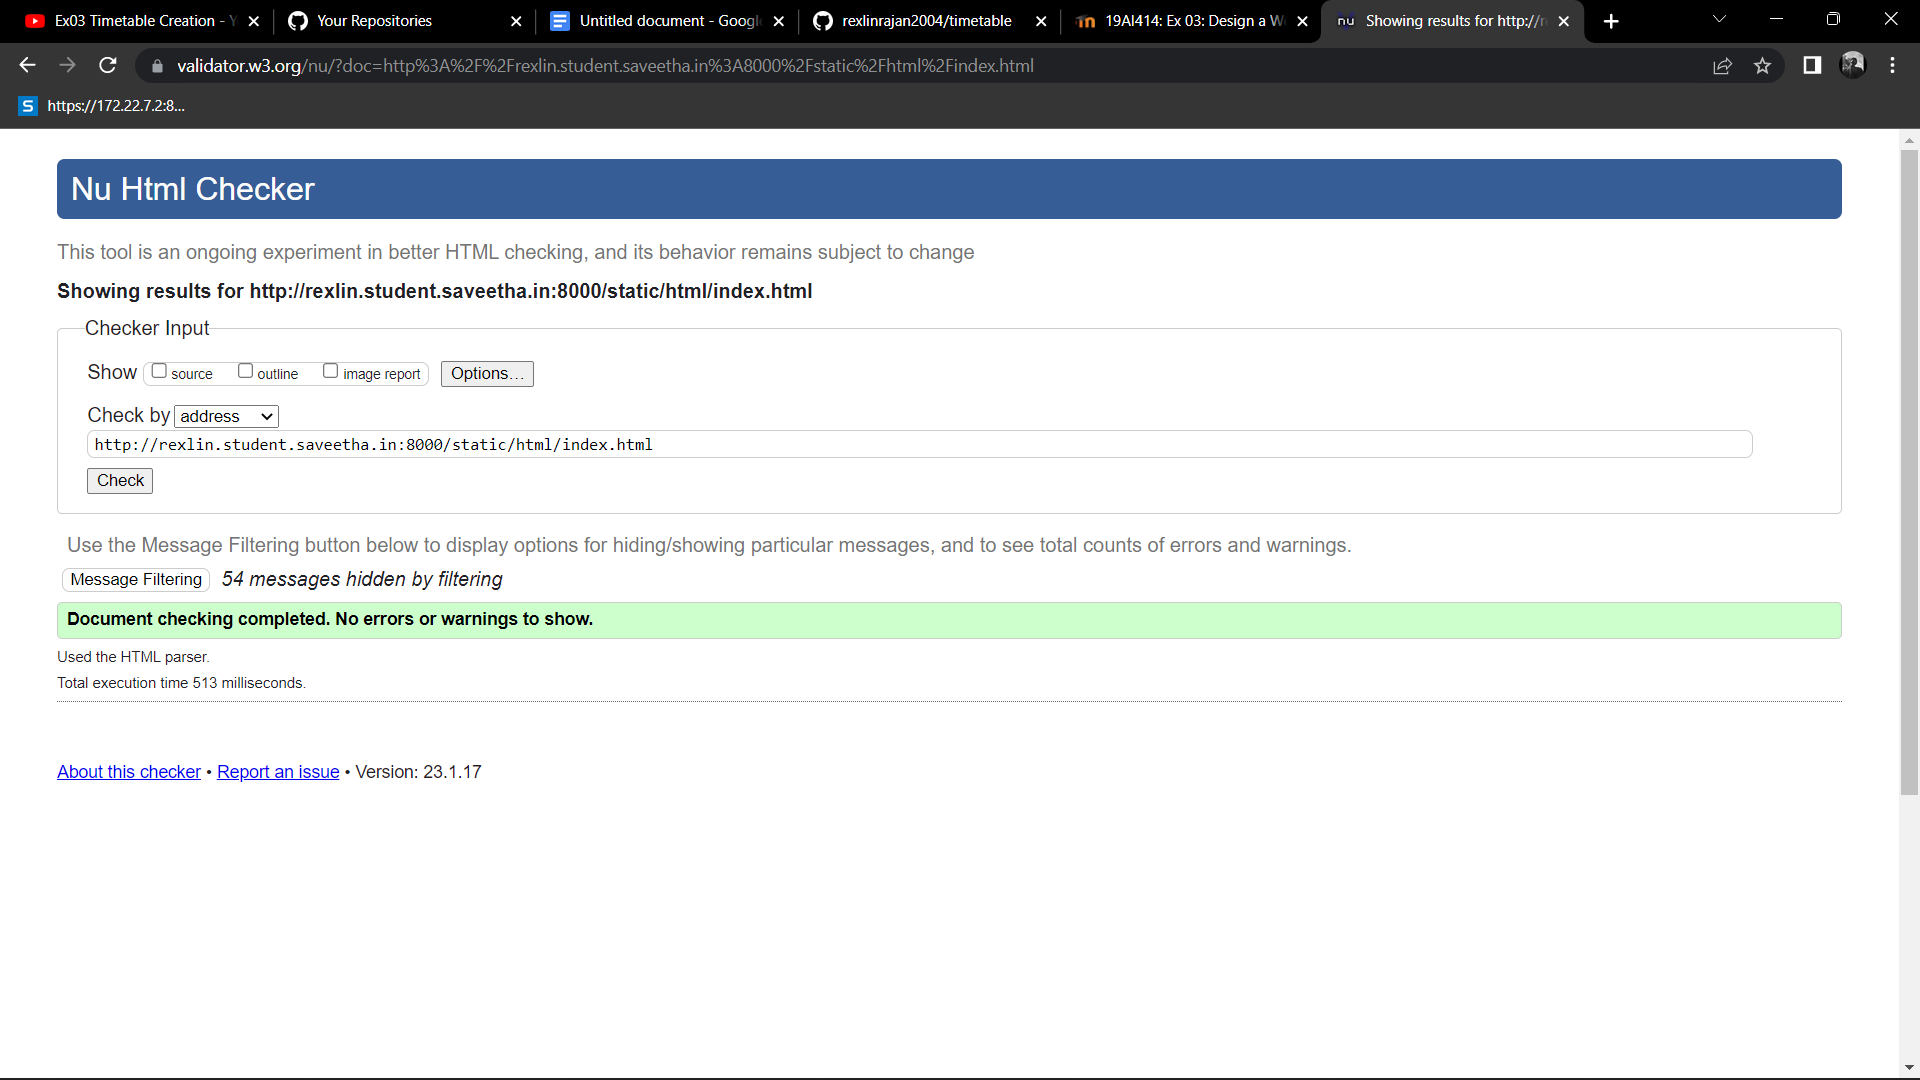 Ex03 Timetable Creation - Y
Your Repositories
Untitled document - Googl
rexlinrajan2004/timetable
19AI414: Ex 03: Design a W
nu Showing results for http://r
validator.w3.org/nu/?doc=http%3A%2F%2Frexlin.student.saveetha.in%3A8000%2Fstatic%2Fhtml%2Findex.html
S https://172.22.7.2:8...
Nu Html Checker
This tool is an ongoing experiment in better HTML checking, and its behavior remains subject to change
Showing results for http://rexlin.student.saveetha.in:8000/static/html/index.html
Checker Input
Show source outline image report Options...
Check by address
http://rexlin.student.saveetha.in:8000/static/html/index.html
Check
Use the Message Filtering button below to display options for hiding/showing particular messages, and to see total counts of errors and warnings.
Message Filtering 54 messages hidden by filtering
Document checking completed. No errors or warnings to show.
Used the HTML parser.
Total execution time 513 milliseconds.
About this checker • Report an issue • Version: 23.1.17